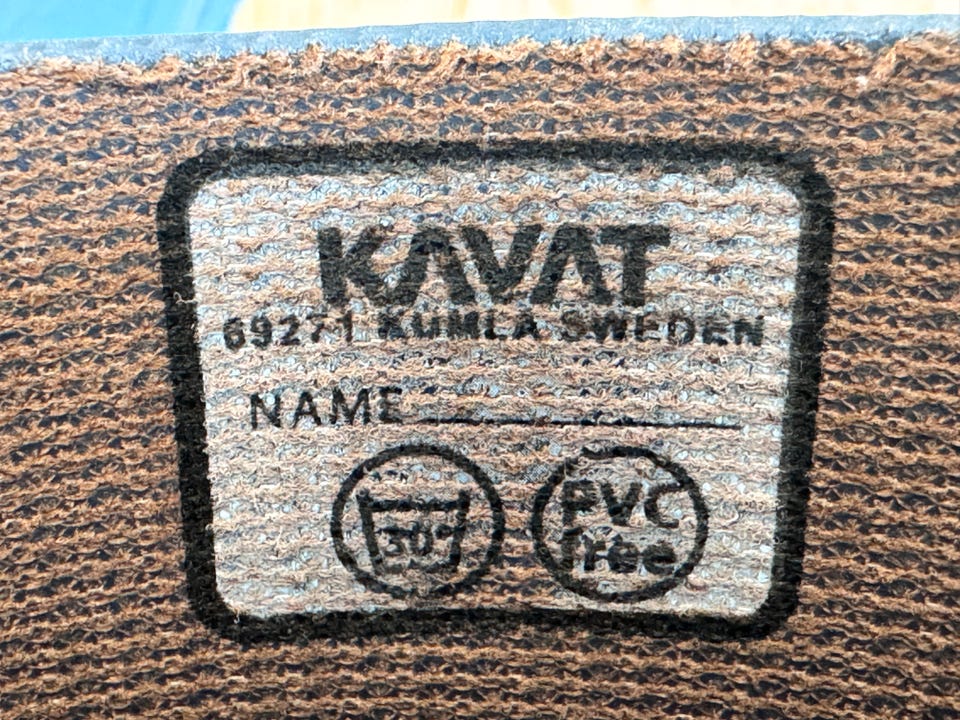 KAVAT
69271 KUMLA SWEDEN
NAME
30°
PVC
free